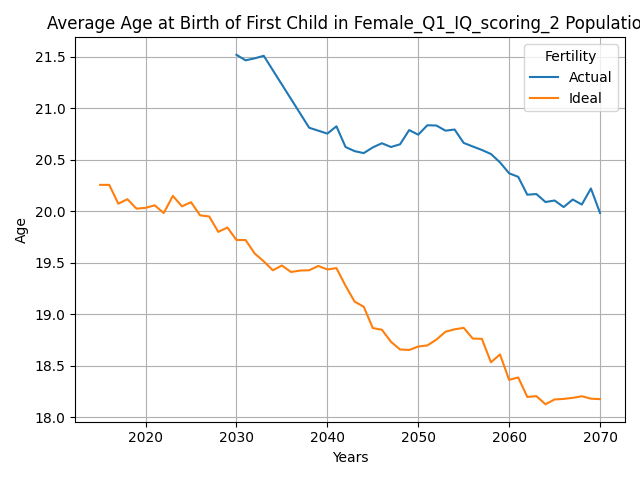 Average Age at Birth of First Child in Female_Q1_IQ_scoring_2 Populatio
Fertility
Actual
Ideal
21.5
21.0
20.5
20.0
19.5
19.0
18.5
18.0
Age
2020 2030 2040 2050 2060 2070
Years